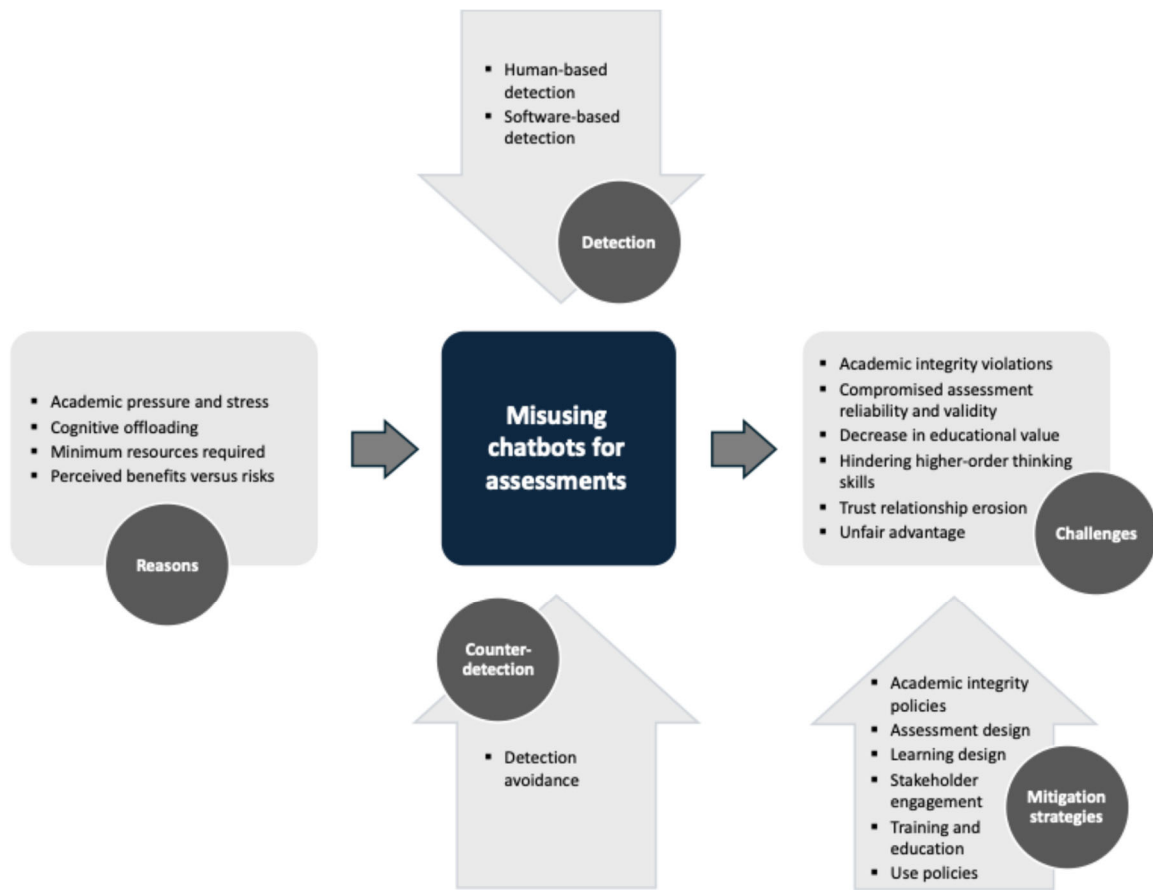 Human-based
detection
Software-based
detection
Detection
Academic pressure and stress
Cognitive offloading
Minimum resources required
Perceived benefits versus risks
Reasons
Misusing
chatbots for
assessments
Academic integrity violations
Compromised assessment
reliability and validity
Decrease in educational value
Hindering higher-order thinking
skills
Trust relationship erosion
Unfair advantage
Challenges
Counter-
detection
Detection
avoidance
Academic integrity
policies
Assessment design
Learning design
Stakeholder
engagement
Training and
education
Use policies
Mitigation
strategies